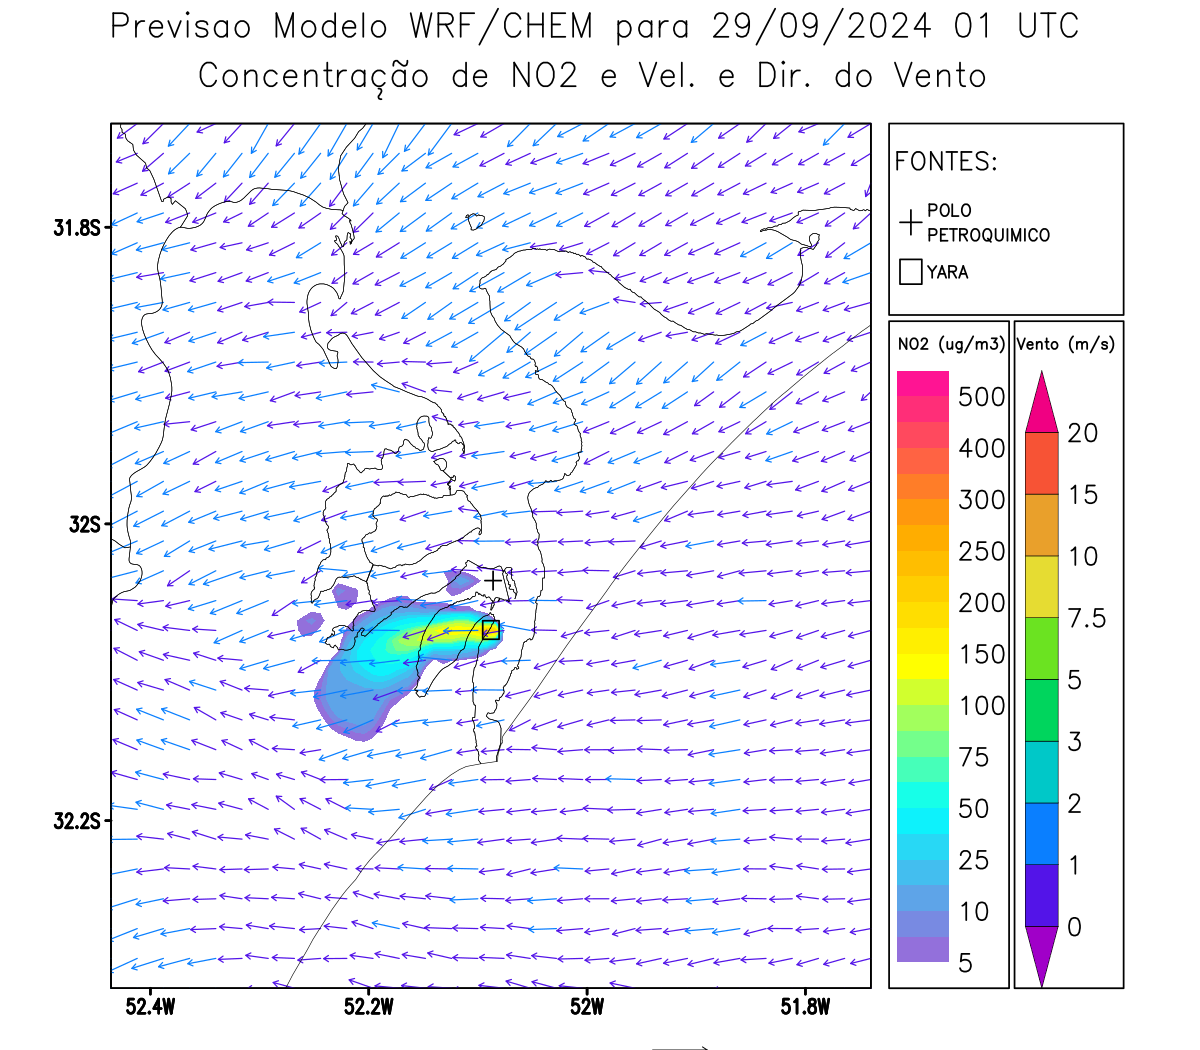 Previsao Modelo WRF/CHEM para 29/09/2024 01 UTC
Concentração de NO2 e Vel. e Dir. do Vento
FONTES:
POLO
PETROQUIMICO
YARA
NO2 (ug/m3)
500
400
300
250
200
150
100
75
50
25
10
5
Vento (m/s)
20
15
10
7.5
5
3
2
1
0
31.8S
32S
32.2S
52.4W
52.2W
52W
51.8W